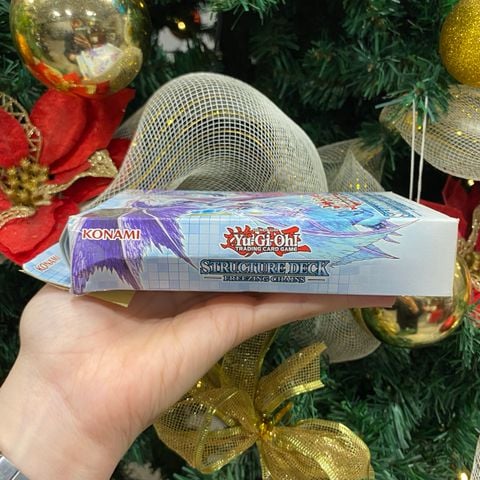 KONAMI
Yu-Gi-Oh!
TRADING CARD GAME
STRUCTURE DECK
FREEZING CHAINS